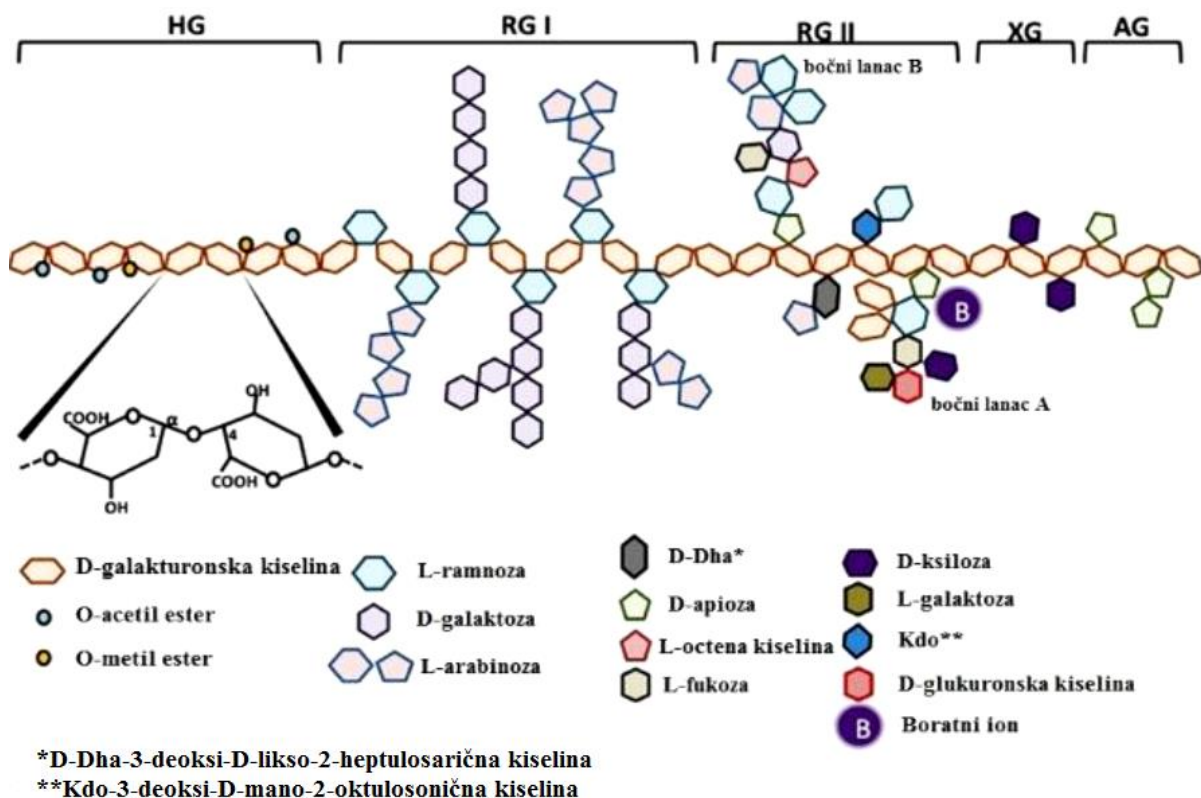 HG RG I RG II XG AG
bočni lanac B
B
bočni lanac A
COOH O 1 α O 4 OH
O OH COOH O O
D-galakturonska kiselina
O-acetil ester
O-metil ester
L-ramnoza
D-galaktoza
L-arabinoza
D-Dha*
D-apioza
L-octena kiselina
L-fukoza
D-ksiloza
L-galaktoza
Kdo**
D-glukuronska kiselina
B Boratni ion
*D-Dha-3-deoksi-D-likso-2-heptulosarična kiselina
**Kdo-3-deoksi-D-mano-2-oktulosonična kiselina